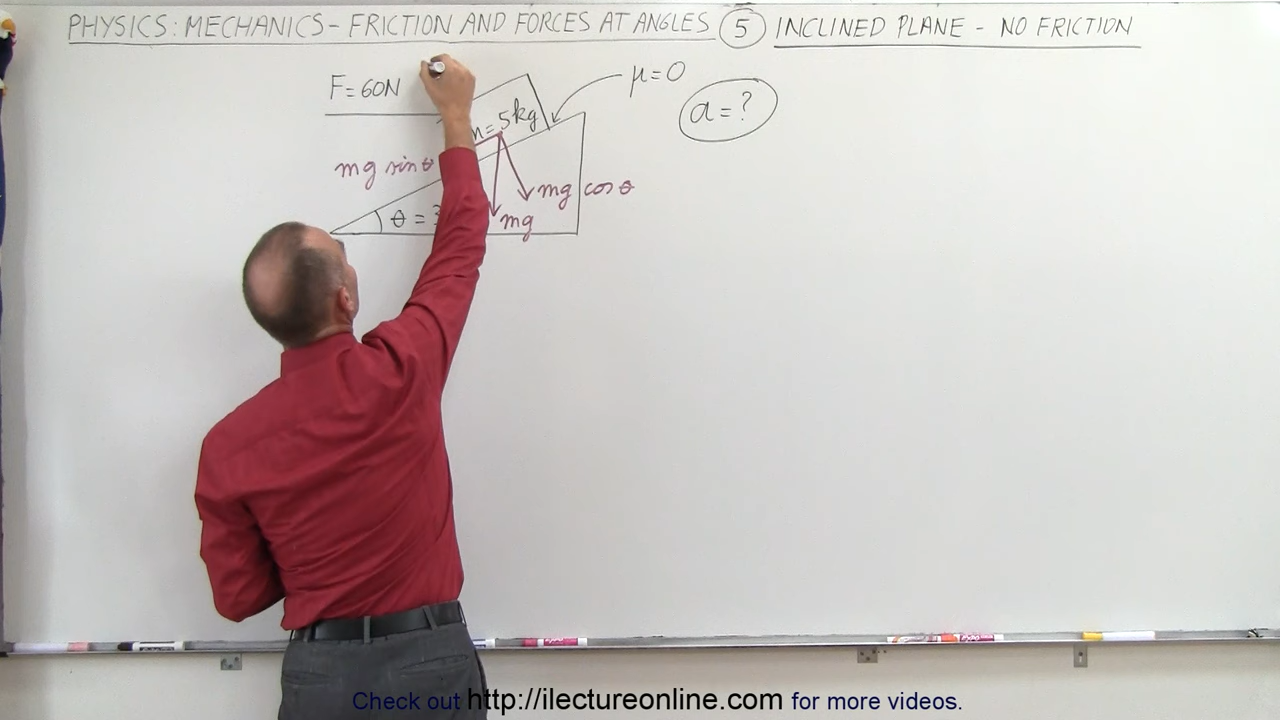 PHYSICS: MECHANICS - FRICTION AND FORCES AT ANGLES (5) INCLINED PLANE - NO FRICTION
F = 60N
μ = 0
a = ?
5kg
mg sin θ
mg cos θ
θ =
mg
Check out http://ilectureonline.com for more videos.